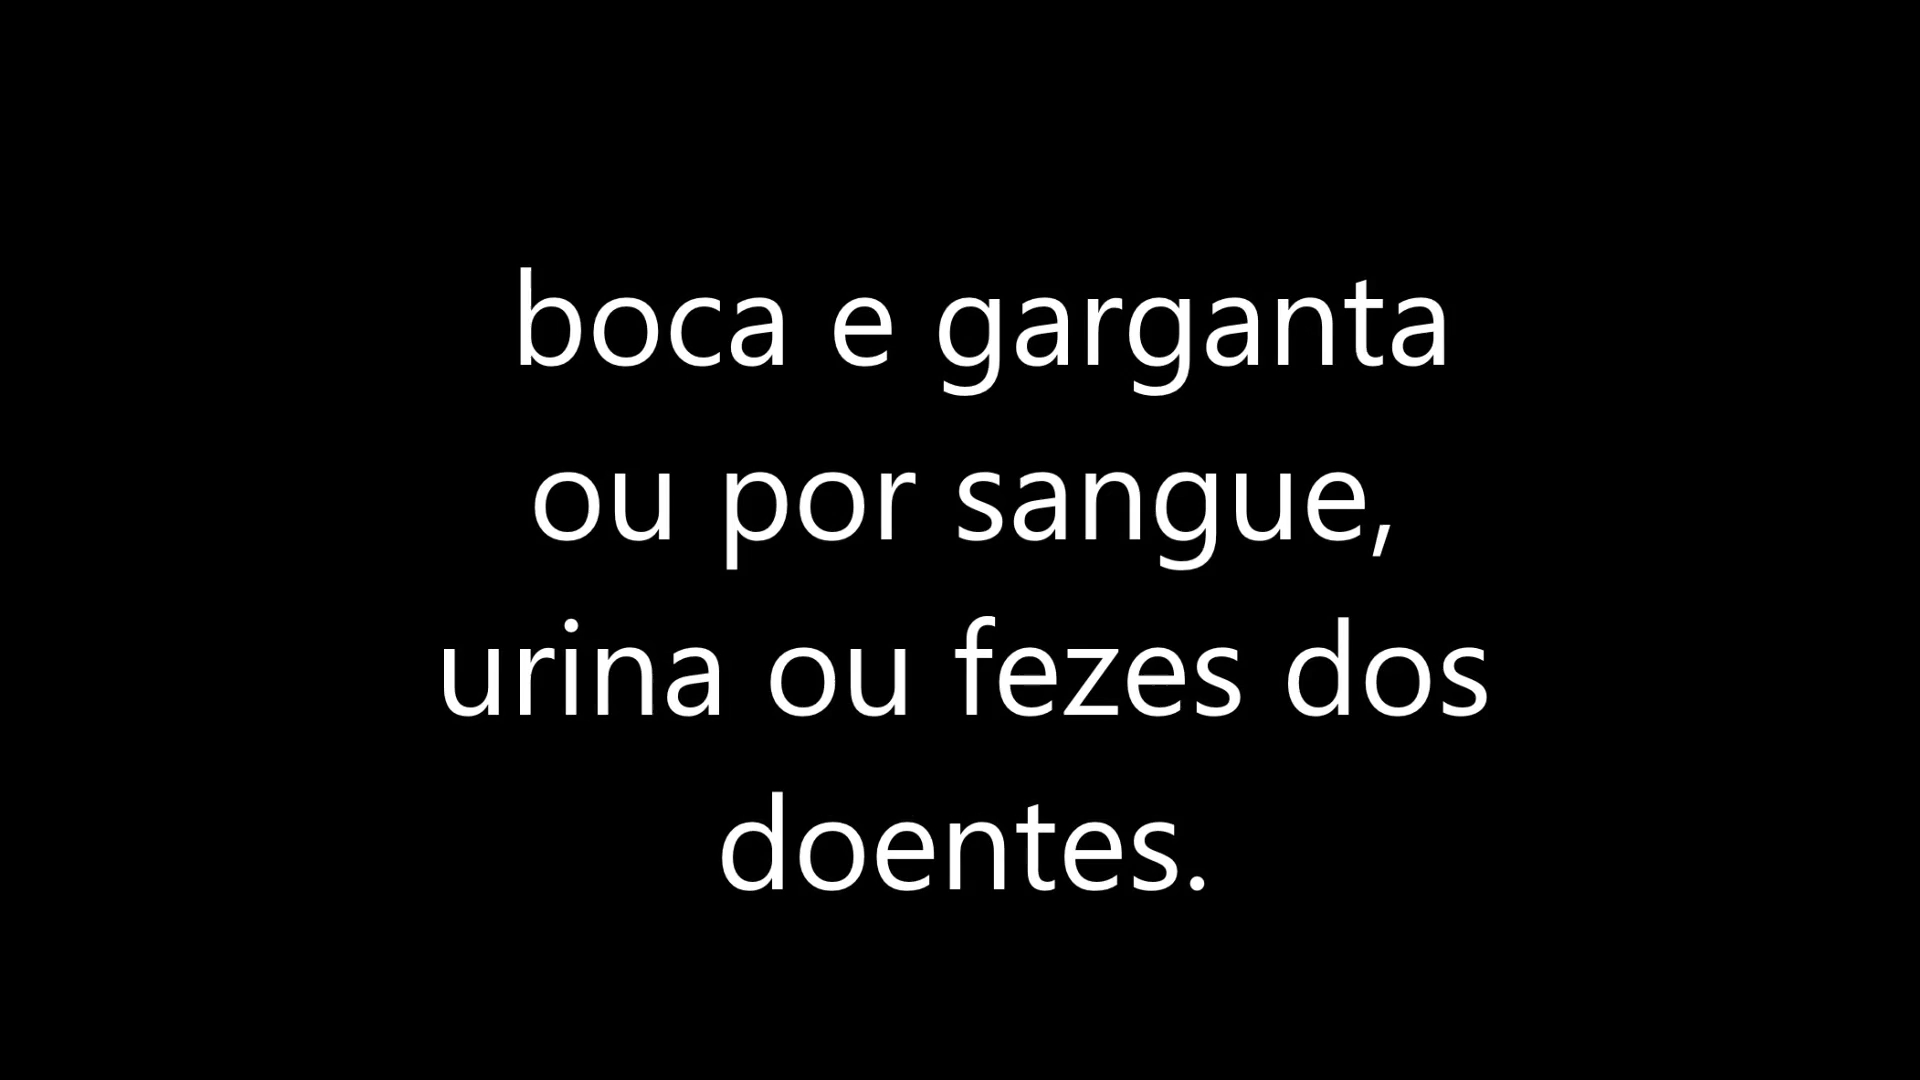 boca e garganta
ou por sangue,
urina ou fezes dos
doentes.